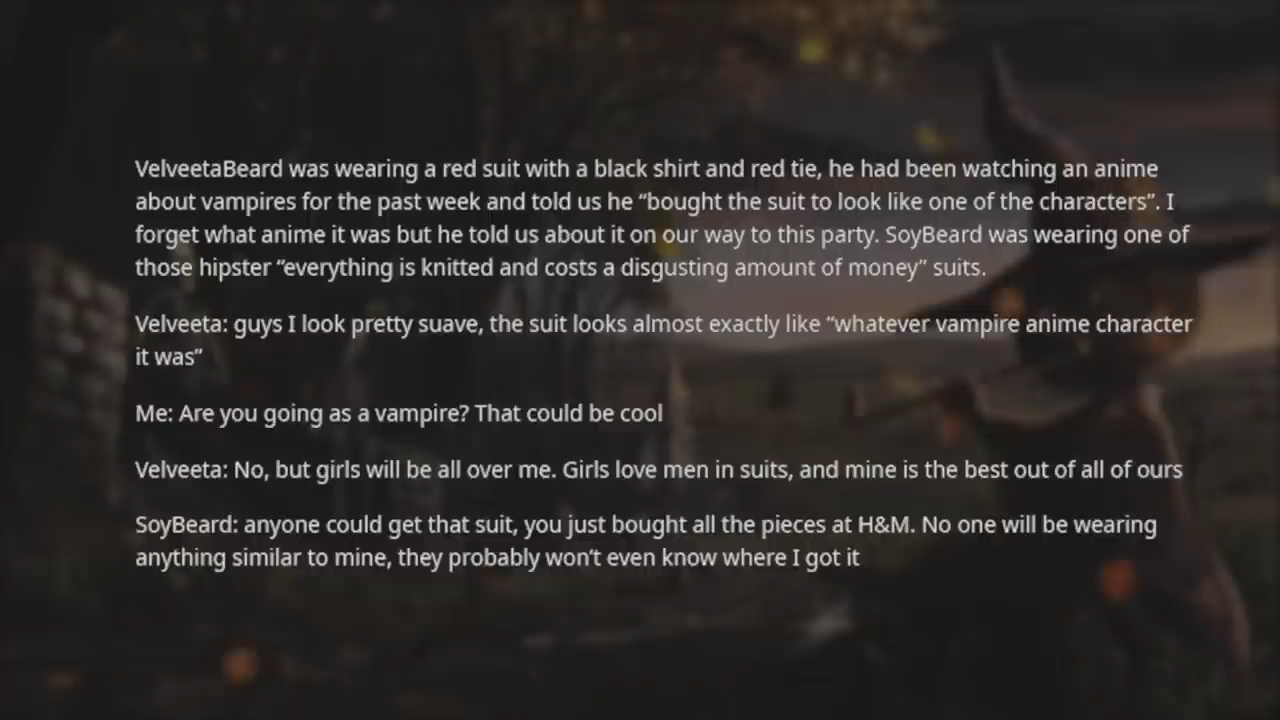 VelveetaBeard was wearing a red suit with a black shirt and red tie, he had been watching an anime
about vampires for the past week and told us he “bought the suit to look like one of the characters”. I
forget what anime it was but he told us about it on our way to this party. SoyBeard was wearing one of
those hipster “everything is knitted and costs a disgusting amount of money” suits.
Velveeta: guys I look pretty suave, the suit looks almost exactly like “whatever vampire anime character
it was”
Me: Are you going as a vampire? That could be cool
Velveeta: No, but girls will be all over me. Girls love men in suits, and mine is the best out of all of ours
SoyBeard: anyone could get that suit, you just bought all the pieces at H&M. No one will be wearing
anything similar to mine, they probably won’t even know where I got it